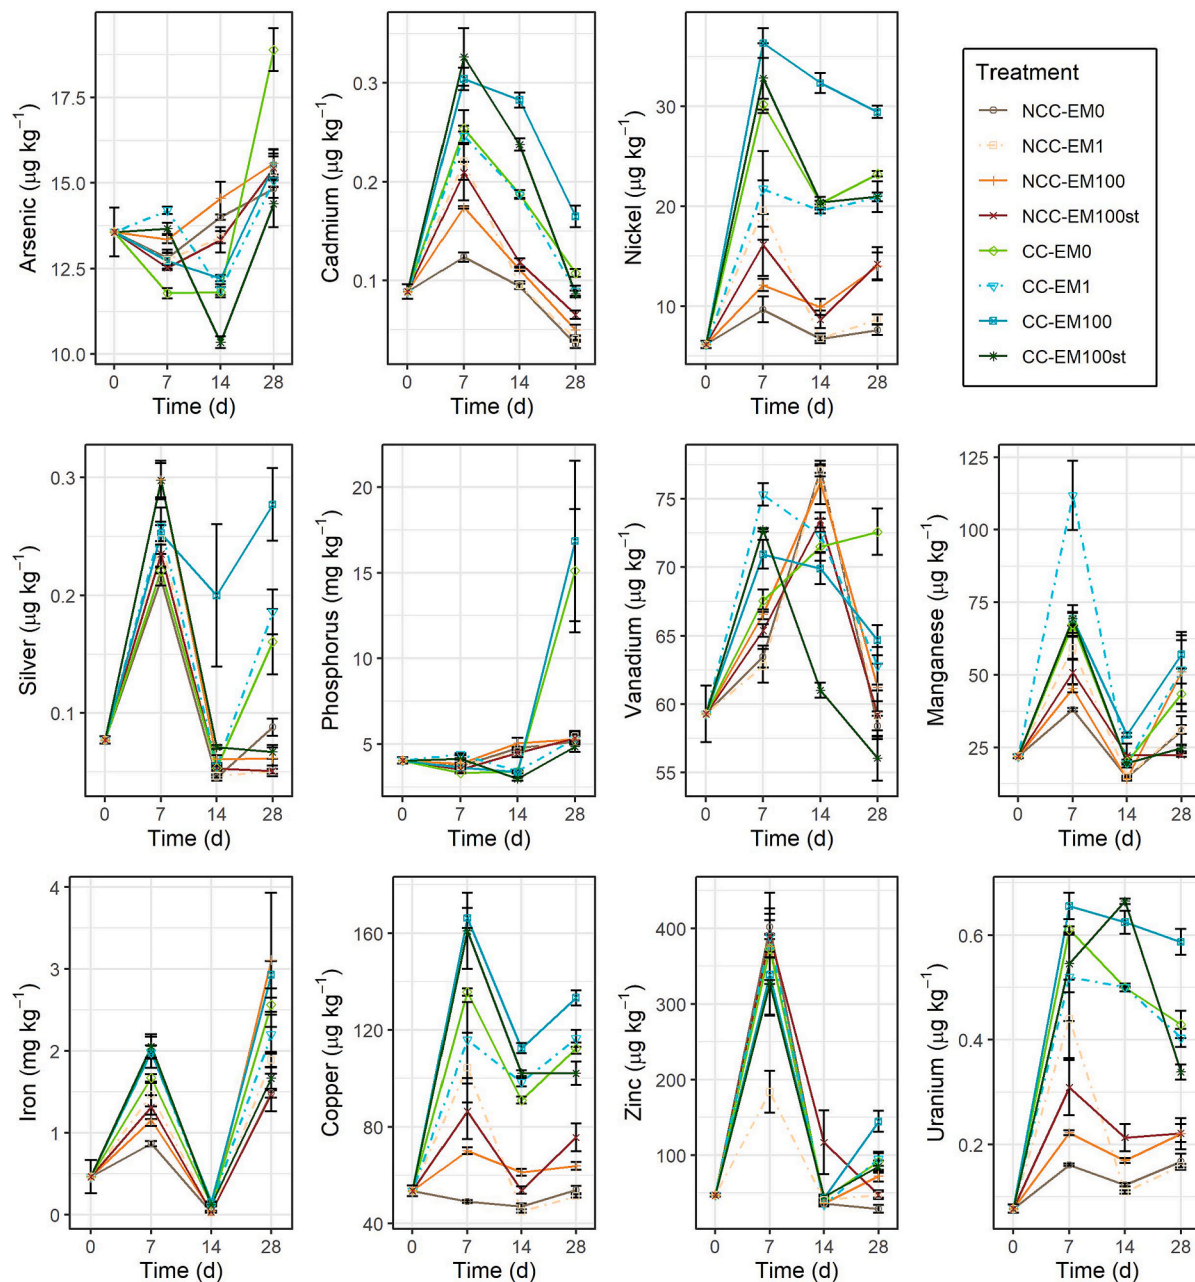 Arsenic (μg kg⁻¹)
17.5
15.0
12.5
10.0
0 7 14 28
Time (d)
Cadmium (μg kg⁻¹)
0.3
0.2
0.1
0 7 14 28
Time (d)
Nickel (μg kg⁻¹)
30
20
10
0 7 14 28
Time (d)
Treatment
NCC-EM0
NCC-EM1
NCC-EM100
NCC-EM100st
CC-EM0
CC-EM1
CC-EM100
CC-EM100st
Silver (μg kg⁻¹)
0.3
0.2
0.1
0 7 14 28
Time (d)
Phosphorus (mg kg⁻¹)
20
15
10
5
0 7 14 28
Time (d)
Vanadium (μg kg⁻¹)
75
70
65
60
55
0 7 14 28
Time (d)
Manganese (μg kg⁻¹)
125
100
75
50
25
0 7 14 28
Time (d)
Iron (mg kg⁻¹)
4
3
2
1
0
0 7 14 28
Time (d)
Copper (μg kg⁻¹)
160
120
80
40
0 7 14 28
Time (d)
Zinc (μg kg⁻¹)
400
300
200
100
0 7 14 28
Time (d)
Uranium (μg kg⁻¹)
0.6
0.4
0.2
0 7 14 28
Time (d)